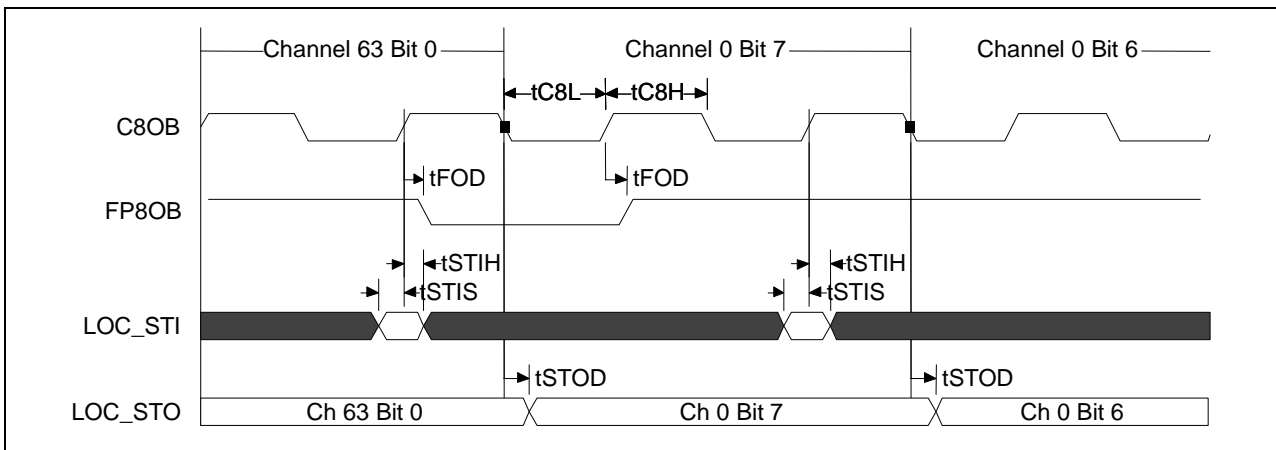 Channel 63 Bit 0 Channel 0 Bit 7 Channel 0 Bit 6
tC8L tC8H
C8OB
tFOD tFOD
FP8OB
tSTIH tSTIH
tSTIS tSTIS
LOC_STI
tSTOD tSTOD
LOC_STO Ch 63 Bit 0 Ch 0 Bit 7 Ch 0 Bit 6